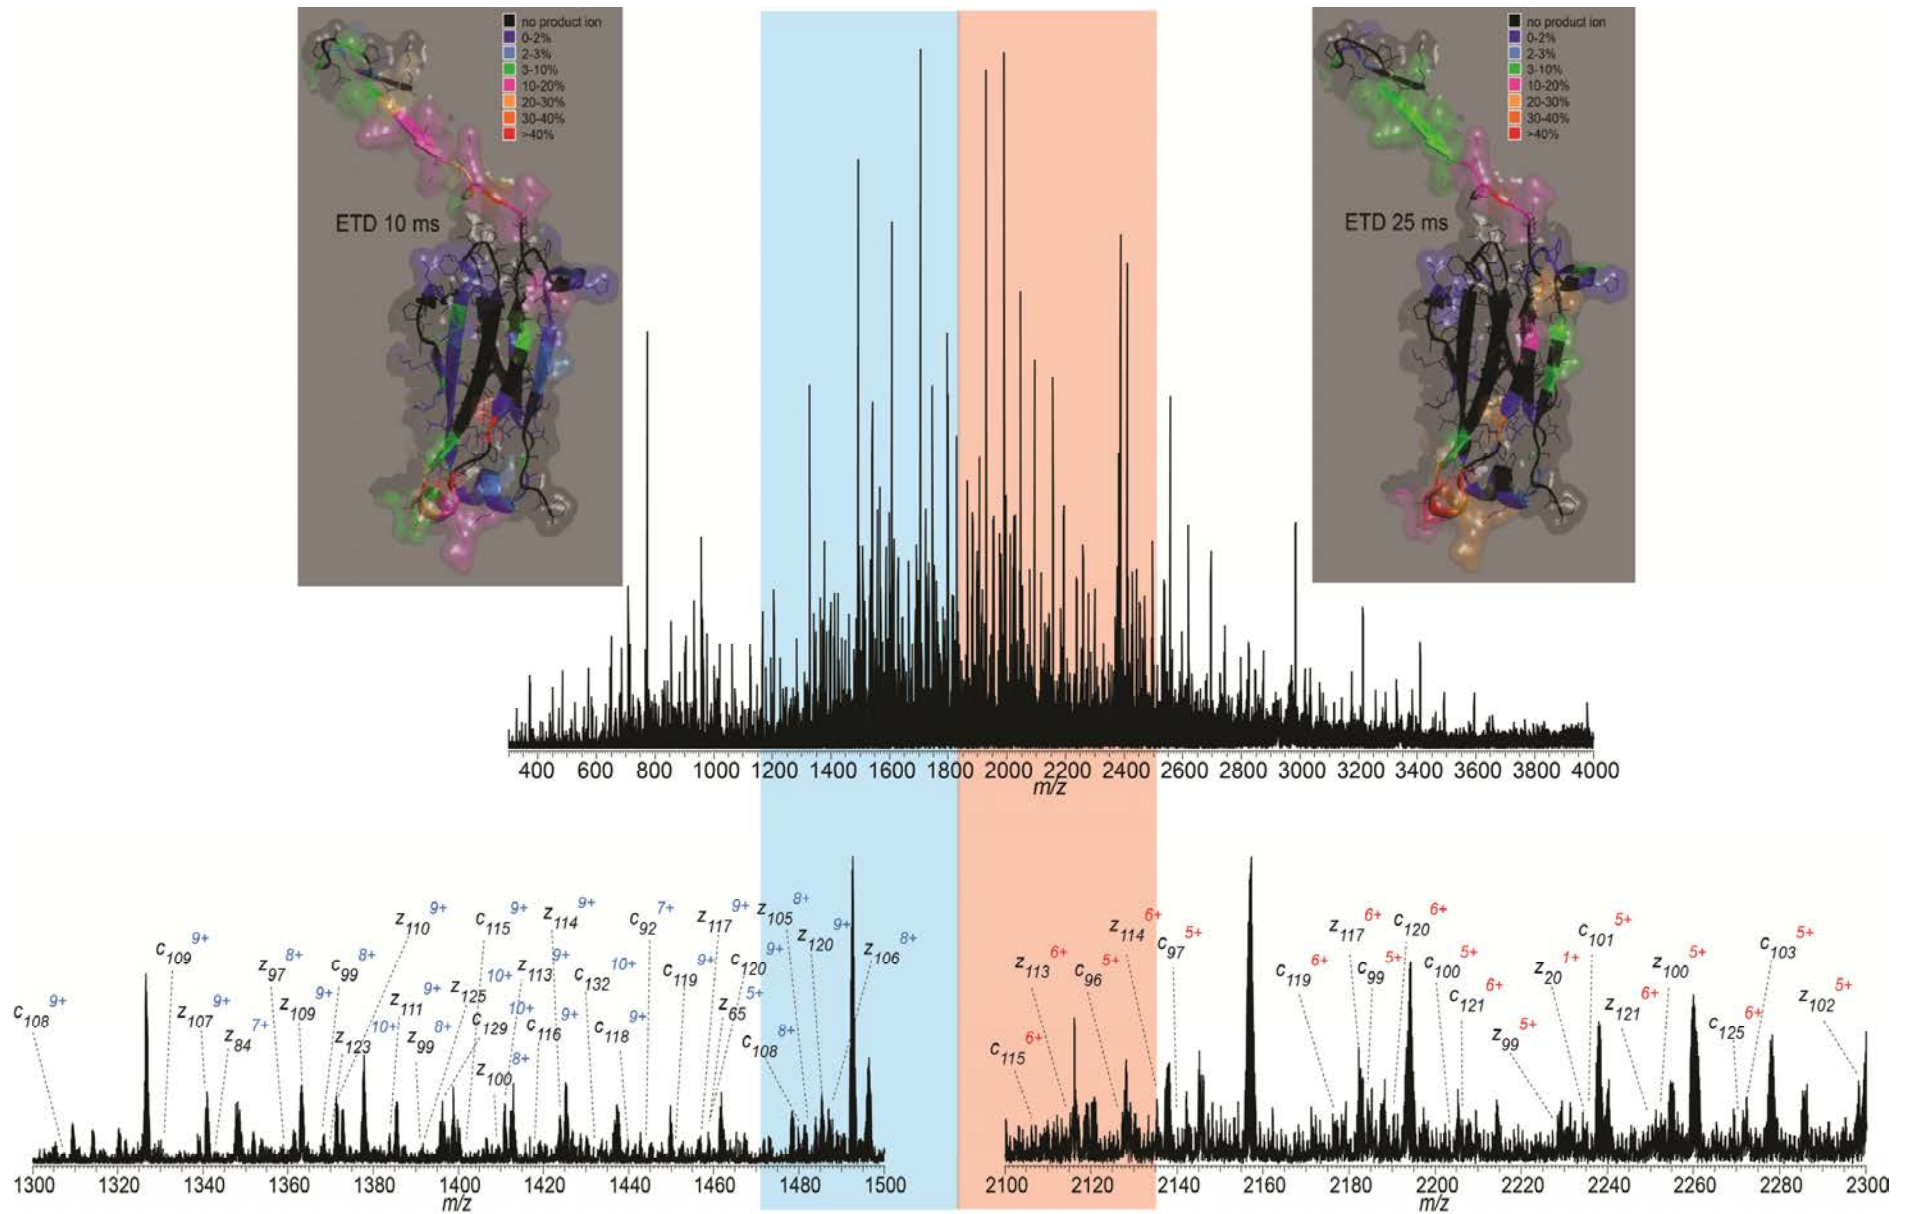 no product ion
0-2%
2-3%
3-10%
10-20%
20-30%
30-40%
>40%
ETD 10 ms
no product ion
0-2%
2-3%
3-10%
10-20%
20-30%
30-40%
>40%
ETD 25 ms
400 600 800 1000 1200 1400 1600 1800 2000 2200 2400 2600 2800 3000 3200 3400 3600 3800 4000
m/z
c108 9+
c109 9+
z107 9+
z84 7+
z97 8+
z109 9+
c99 8+
z123 10+
z110 9+
z111 9+
z99 8+
c115 9+
z125 10+
c129 10+
z100 8+
z113 9+
c116 9+
z114 9+
c132 10+
c118 9+
c92 7+
c119 9+
z117 9+
c120 9+
z65 5+
z105 8+
c108 8+
z120 9+
z106 8+
1300 1320 1340 1360 1380 1400 1420 1440 1460 1480 1500
m/z
c115 6+
z113 6+
c96 5+
z114 6+
c97 5+
c119 6+
z117 6+
c99 5+
c120 6+
c100 5+
c121 6+
z99 5+
z20 1+
c101 5+
z121 6+
z100 5+
c125 6+
c103 5+
z102 5+
2100 2120 2140 2160 2180 2200 2220 2240 2260 2280 2300
m/z